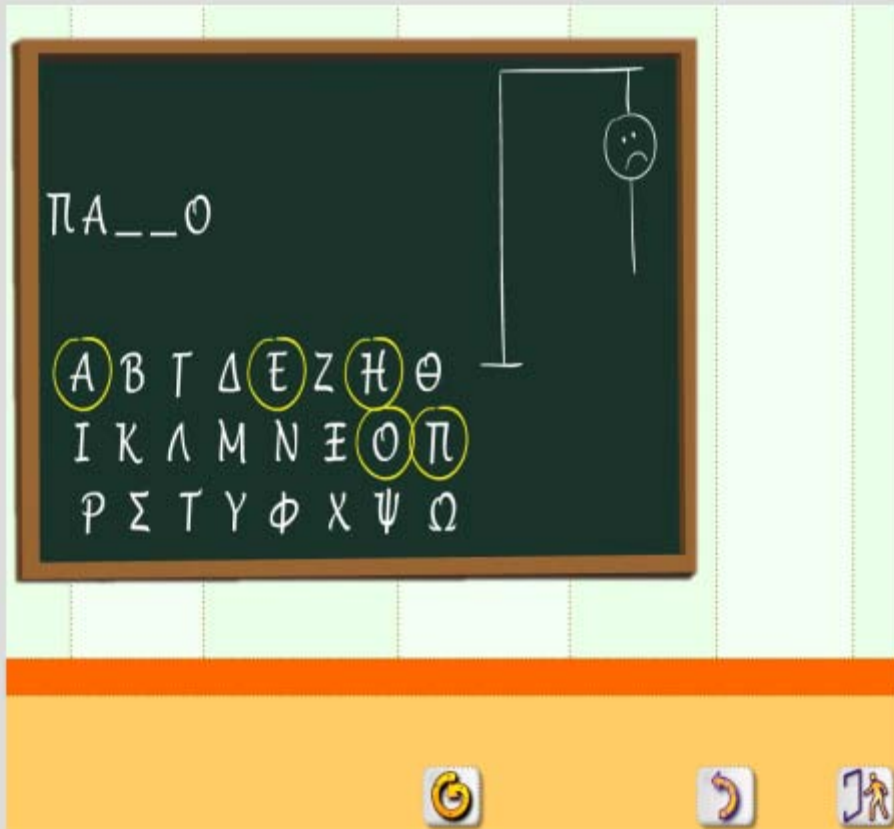 ΠΑ__Ο
Α Β Γ Δ Ε Ζ Η Θ
Ι Κ Λ Μ Ν Ξ Ο Π
Ρ Σ Τ Υ Φ Χ Ψ Ω